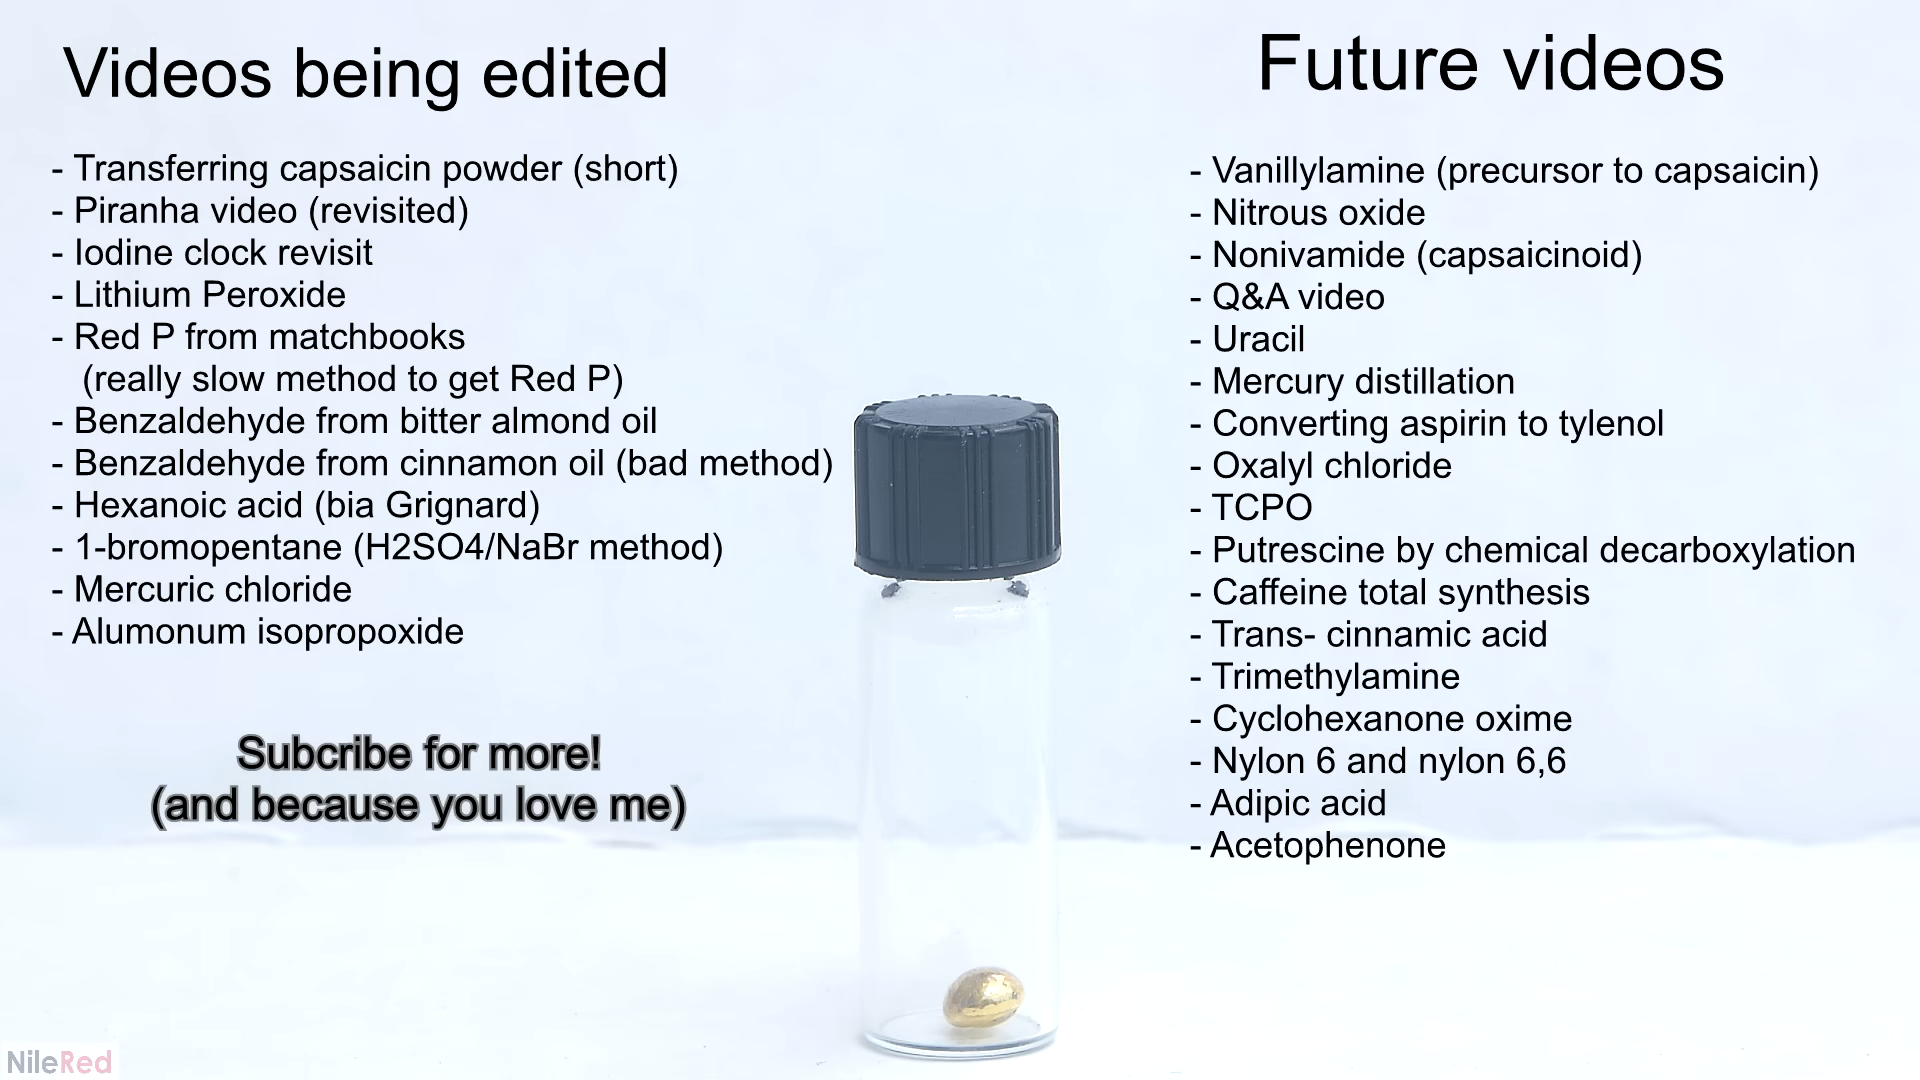 Videos being edited
- Transferring capsaicin powder (short)
- Piranha video (revisited)
- Iodine clock revisit
- Lithium Peroxide
- Red P from matchbooks
(really slow method to get Red P)
- Benzaldehyde from bitter almond oil
- Benzaldehyde from cinnamon oil (bad method)
- Hexanoic acid (bia Grignard)
- 1-bromopentane (H2SO4/NaBr method)
- Mercuric chloride
- Alumonum isopropoxide
Subcribe for more!
(and because you love me)
Future videos
- Vanillylamine (precursor to capsaicin)
- Nitrous oxide
- Nonivamide (capsaicinoid)
- Q&A video
- Uracil
- Mercury distillation
- Converting aspirin to tylenol
- Oxalyl chloride
- TCPO
- Putrescine by chemical decarboxylation
- Caffeine total synthesis
- Trans- cinnamic acid
- Trimethylamine
- Cyclohexanone oxime
- Nylon 6 and nylon 6,6
- Adipic acid
- Acetophenone
NileRed